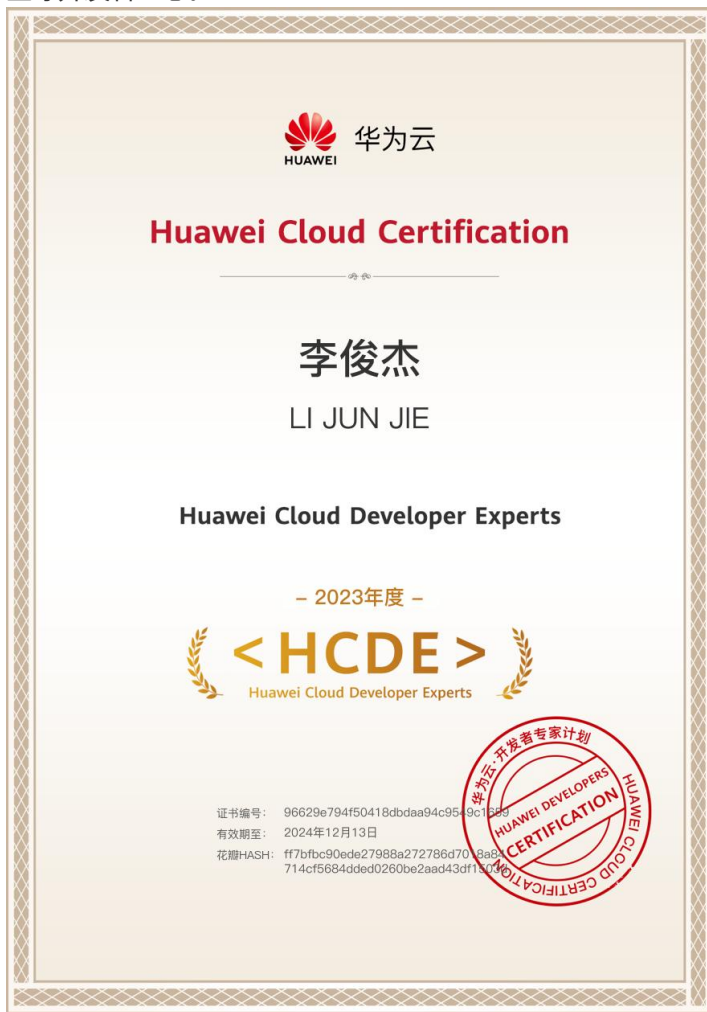 HUAWEI
华为云
Huawei Cloud Certification
李俊杰
LI JUN JIE
Huawei Cloud Developer Experts
– 2023年度 –
<HCDE>
Huawei Cloud Developer Experts
华为云·开发者专家计划
HUAWEI DEVELOPERS
CERTIFICATION
HUAWEI CLOUD CERTIFICATION
证书编号： 96629e794f50418dbdaa94c9549c1659
有效期至： 2024年12月13日
花瓣HASH： ff7bfbc90ede27988a272786d7018a84